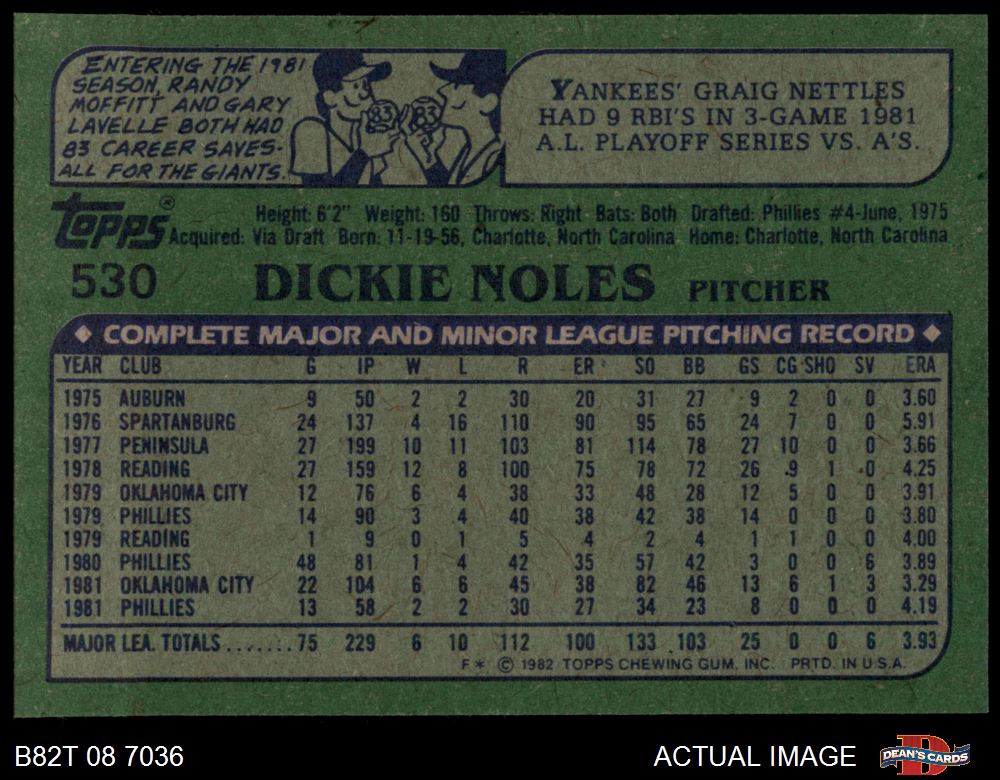 ENTERING THE 1981
SEASON, RANDY
MOFFITT AND GARY
LAVELLE BOTH HAD
83 CAREER SAVES-
ALL FOR THE GIANTS.
83 83
YANKEES' GRAIG NETTLES
HAD 9 RBI'S IN 3-GAME 1981
A.L. PLAYOFF SERIES VS. A'S.
topps®
Height: 6'2" Weight: 160 Throws: Right Bats: Both Drafted: Phillies #4-June, 1975
Acquired: Via Draft Born: 11-19-56, Charlotte, North Carolina Home: Charlotte, North Carolina
530 DICKIE NOLES PITCHER
◆ COMPLETE MAJOR AND MINOR LEAGUE PITCHING RECORD ◆
YEAR CLUB G IP W L R ER SO BB GS CG SHO SV ERA
1975 AUBURN 9 50 2 2 30 20 31 27 9 2 0 0 3.60
1976 SPARTANBURG 24 137 4 16 110 90 95 65 24 7 0 0 5.91
1977 PENINSULA 27 199 10 11 103 81 114 78 27 10 0 0 3.66
1978 READING 27 159 12 8 100 75 78 72 26 9 1 0 4.25
1979 OKLAHOMA CITY 12 76 6 4 38 33 48 28 12 5 0 0 3.91
1979 PHILLIES 14 90 3 4 40 38 42 38 14 0 0 0 3.80
1979 READING 1 9 0 1 5 4 2 4 1 1 0 0 4.00
1980 PHILLIES 48 81 1 4 42 35 57 42 3 0 0 6 3.89
1981 OKLAHOMA CITY 22 104 6 6 45 38 82 46 13 6 1 3 3.29
1981 PHILLIES 13 58 2 2 30 27 34 23 8 0 0 0 4.19
MAJOR LEA. TOTALS.......75 229 6 10 112 100 133 103 25 0 0 6 3.93
F* © 1982 TOPPS CHEWING GUM, INC. PRTD. IN U.S.A.
B82T 08 7036 ACTUAL IMAGE DEAN'S CARDS